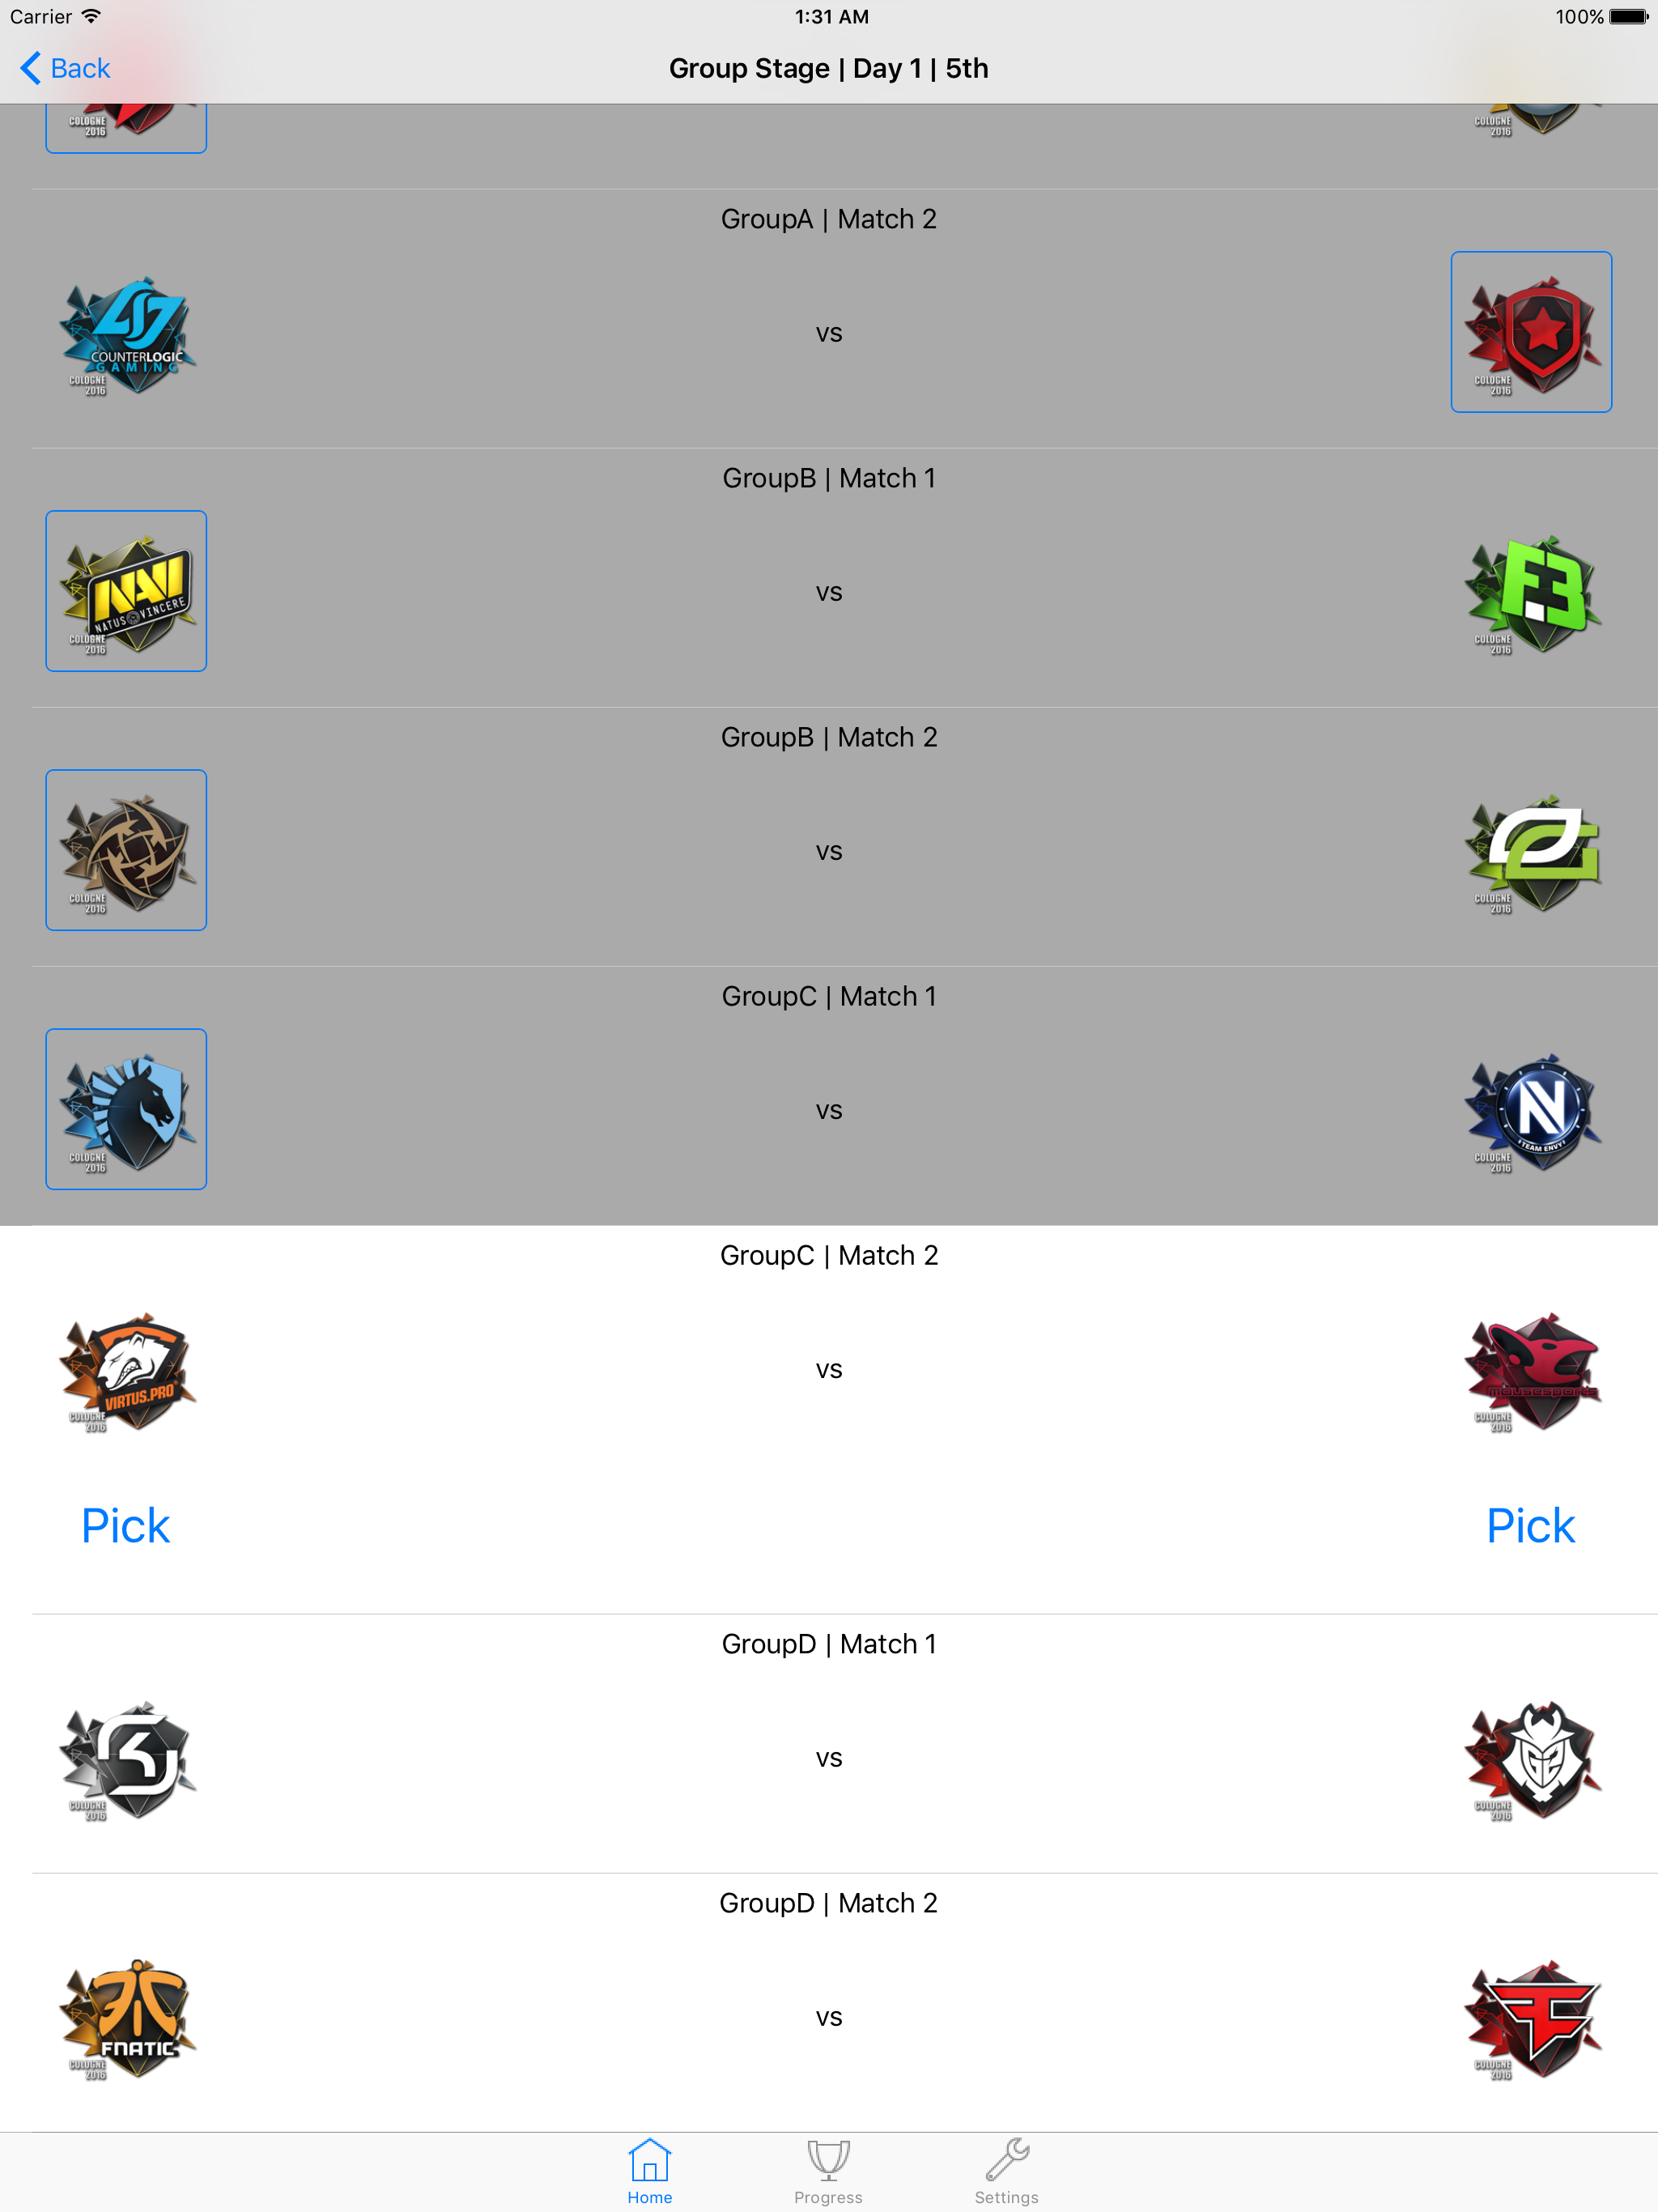 Carrier 1:31 AM 100%
Back Group Stage | Day 1 | 5th
COLOGNE COLOGNE
2016 2016
GroupA | Match 2
COUNTERLOGIC
GAMING
vs
COLOGNE COLOGNE
2016 2016
GroupB | Match 1
NAVI
NATUS VINCERE
vs
F.3
COLOGNE COLOGNE
2016 2016
GroupB | Match 2
vs
COLOGNE COLOGNE
2016 2016
GroupC | Match 1
vs
TEAM ENVY
COLOGNE COLOGNE
2016 2016
GroupC | Match 2
VIRTUS.PRO vs mousesports
COLOGNE COLOGNE
2016 2016
Pick Pick
GroupD | Match 1
SK vs
COLOGNE COLOGNE
2016 2016
GroupD | Match 2
vs
FNATIC
COLOGNE COLOGNE
2016 2016
Home Progress Settings